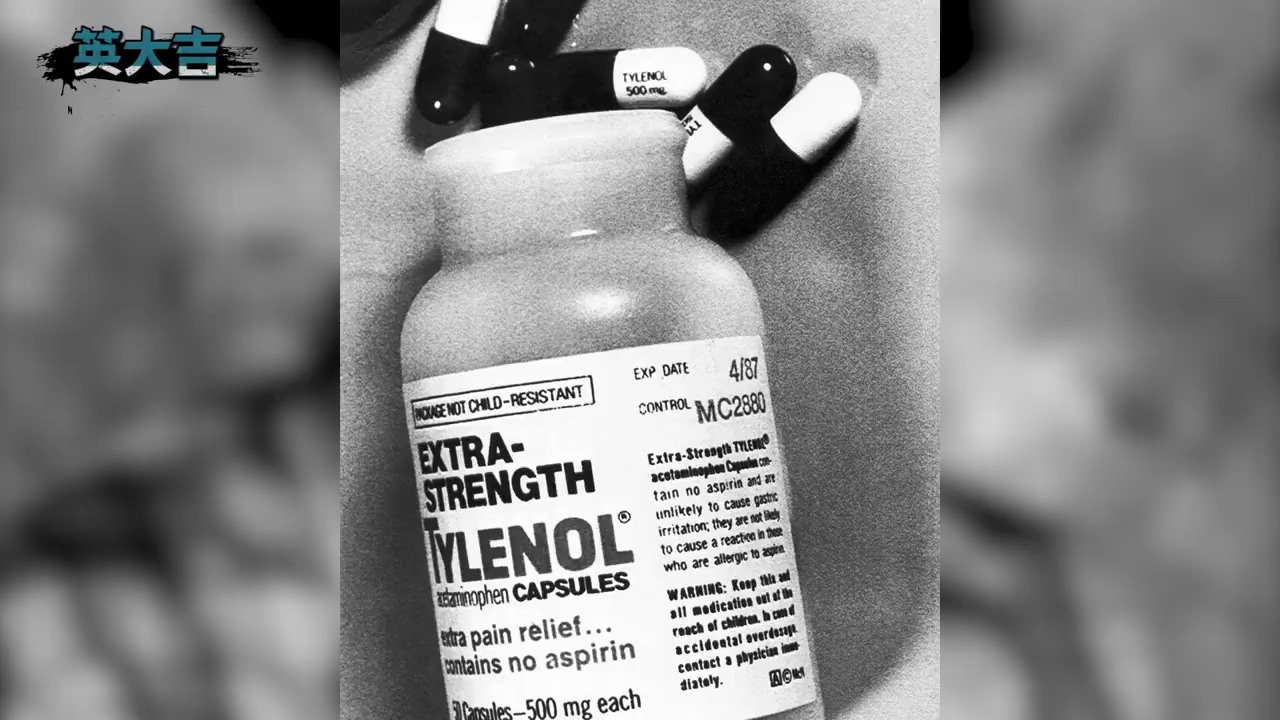 英大吉
TYLENOL
500 mg
PACKAGE NOT CHILD-RESISTANT
EXP DATE 4/87
CONTROL MC2880
EXTRA-
STRENGTH
TYLENOL®
acetaminophen CAPSULES
extra pain relief...
contains no aspirin
50 Capsules–500 mg each
Extra-Strength TYLENOL®
acetaminophen Capsules con-
tain no aspirin and are
unlikely to cause gastric
irritation; they are not likely
to cause a reaction in those
who are allergic to aspirin.
WARNING: Keep this and
all medication out of the
reach of children. In case of
accidental overdosage,
contact a physician imme-
diately.